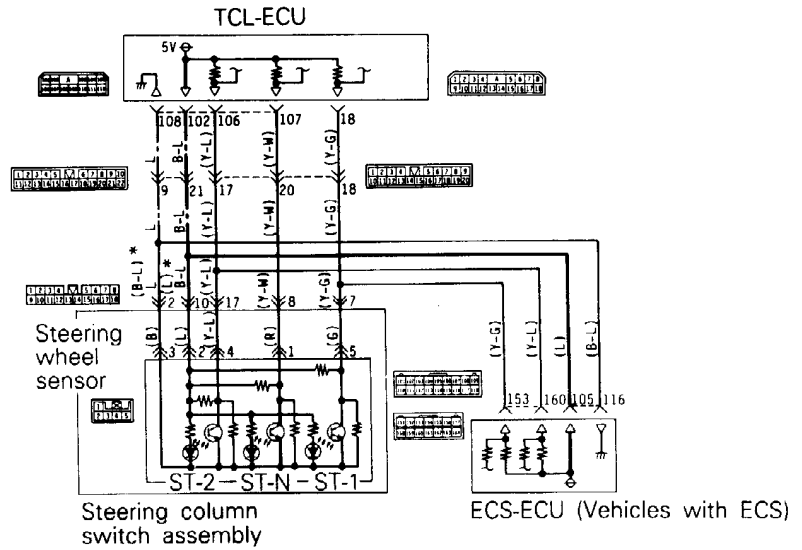 TCL-ECU
5V
108 102 106 107 18
L B-L (Y-L) (Y-W) (Y-G)
9 21 17 20 18
L B-L (Y-L) (Y-W) (Y-G)
(B-L)* L (L)* B-L (Y-L) (Y-W) (Y-G)
2 10 17 8 7
(B) (L) (Y-L) (R) (G)
3 2 4 1 5
Steering
wheel
sensor
(Y-G) (Y-L) (L) (B-L)
153 160 105 116
ST-2 ST-N ST-1
Steering column
switch assembly
ECS-ECU (Vehicles with ECS)